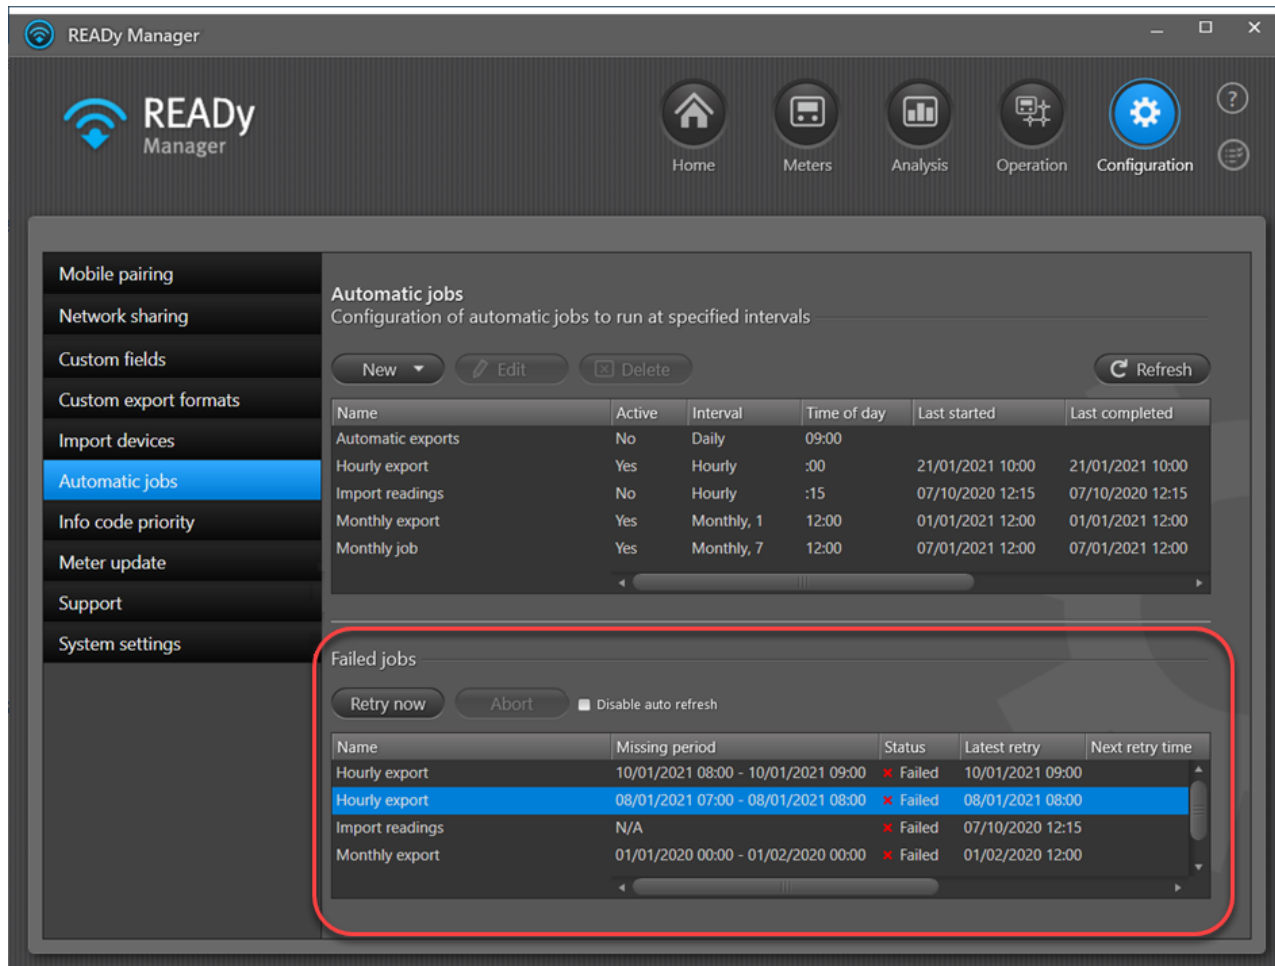 READy Manager
READy
Manager
Home Meters Analysis Operation Configuration
?
Mobile pairing
Network sharing
Custom fields
Custom export formats
Import devices
Automatic jobs
Info code priority
Meter update
Support
System settings
Automatic jobs
Configuration of automatic jobs to run at specified intervals
New Edit Delete Refresh
Name Active Interval Time of day Last started Last completed
Automatic exports No Daily 09:00
Hourly export Yes Hourly :00 21/01/2021 10:00 21/01/2021 10:00
Import readings No Hourly :15 07/10/2020 12:15 07/10/2020 12:15
Monthly export Yes Monthly, 1 12:00 01/01/2021 12:00 01/01/2021 12:00
Monthly job Yes Monthly, 7 12:00 07/01/2021 12:00 07/01/2021 12:00
Failed jobs
Retry now Abort Disable auto refresh
Name Missing period Status Latest retry Next retry time
Hourly export 10/01/2021 08:00 - 10/01/2021 09:00 Failed 10/01/2021 09:00
Hourly export 08/01/2021 07:00 - 08/01/2021 08:00 Failed 08/01/2021 08:00
Import readings N/A Failed 07/10/2020 12:15
Monthly export 01/01/2020 00:00 - 01/02/2020 00:00 Failed 01/02/2020 12:00